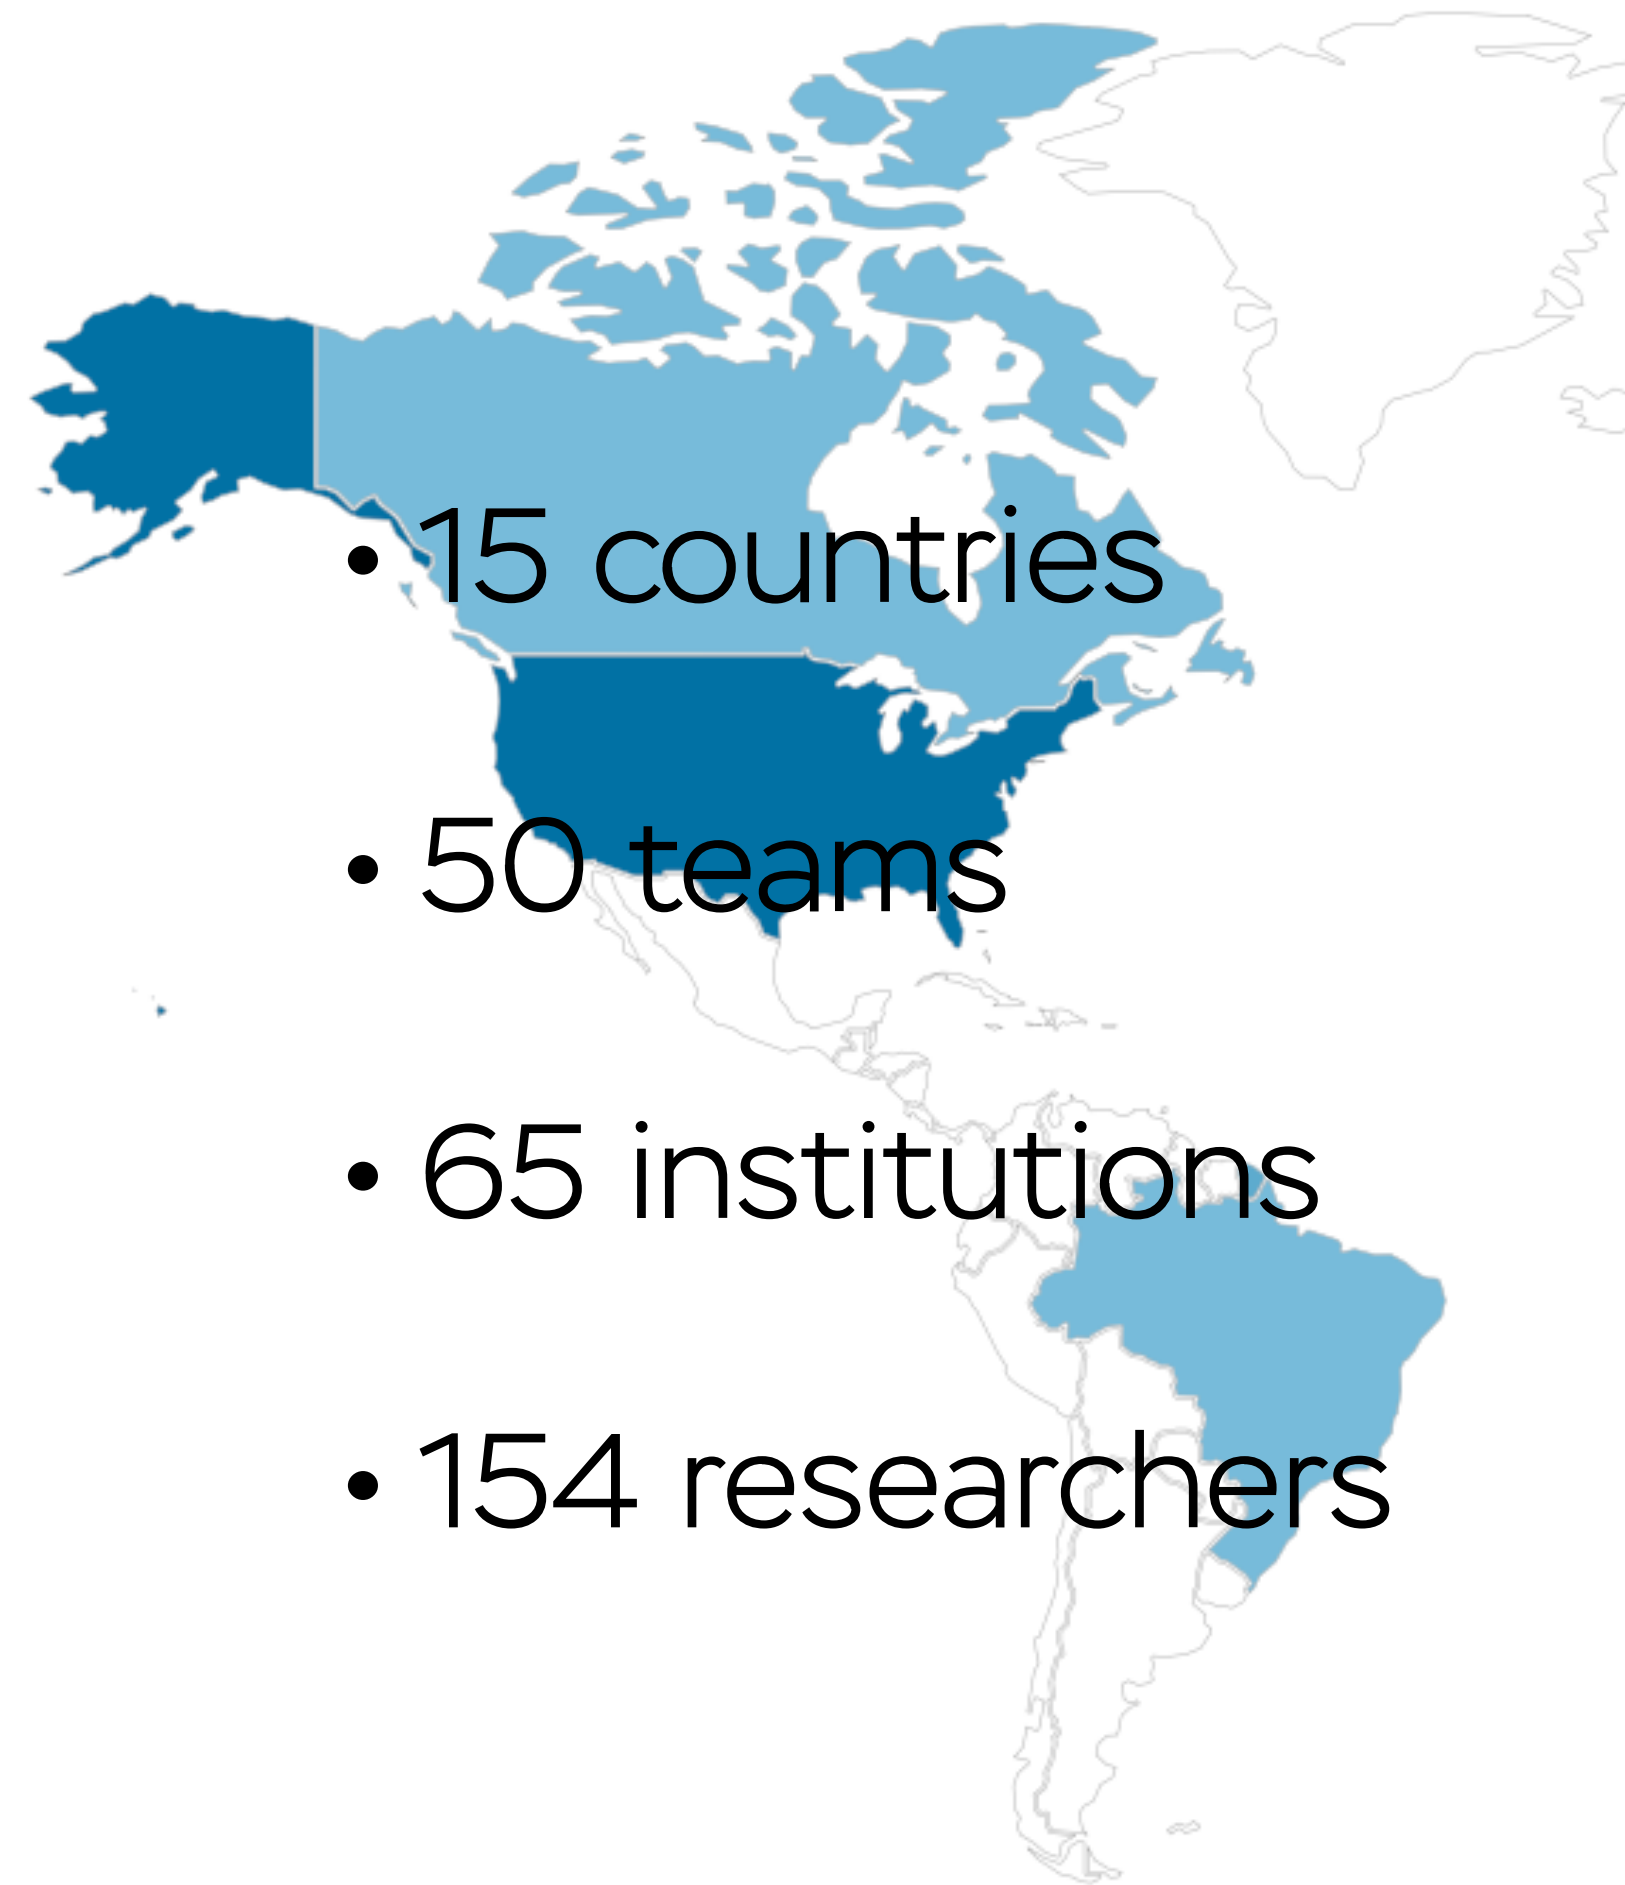 • 15 countries
• 50 teams
• 65 institutions
• 154 researchers